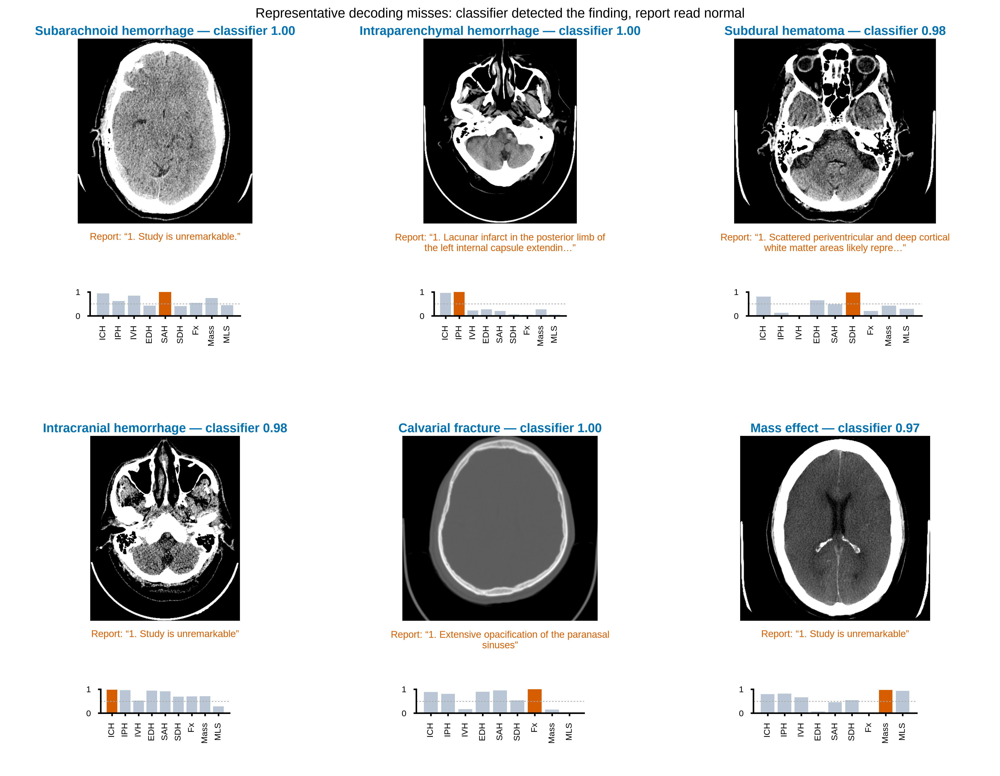 Representative decoding misses: classifier detected the finding, report read normal
Subarachnoid hemorrhage — classifier 1.00
Report: “1. Study is unremarkable.”
1
0
ICH
IPH
IVH
EDH
SAH
SDH
Fx
Mass
MLS
Intraparenchymal hemorrhage — classifier 1.00
Report: “1. Lacunar infarct in the posterior limb of
the left internal capsule extendin…”
1
0
ICH
IPH
IVH
EDH
SAH
SDH
Fx
Mass
MLS
Subdural hematoma — classifier 0.98
Report: “1. Scattered periventricular and deep cortical
white matter areas likely repre…”
1
0
ICH
IPH
IVH
EDH
SAH
SDH
Fx
Mass
MLS
Intracranial hemorrhage — classifier 0.98
Report: “1. Study is unremarkable”
1
0
ICH
IPH
IVH
EDH
SAH
SDH
Fx
Mass
MLS
Calvarial fracture — classifier 1.00
Report: “1. Extensive opacification of the paranasal
sinuses”
1
0
ICH
IPH
IVH
EDH
SAH
SDH
Fx
Mass
MLS
Mass effect — classifier 0.97
Report: “1. Study is unremarkable”
1
0
ICH
IPH
IVH
EDH
SAH
SDH
Fx
Mass
MLS